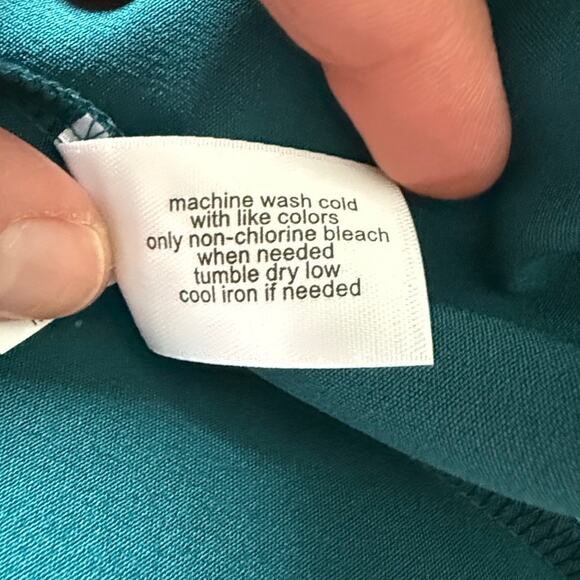 machine wash cold
with like colors
only non-chlorine bleach
when needed
tumble dry low
cool iron if needed